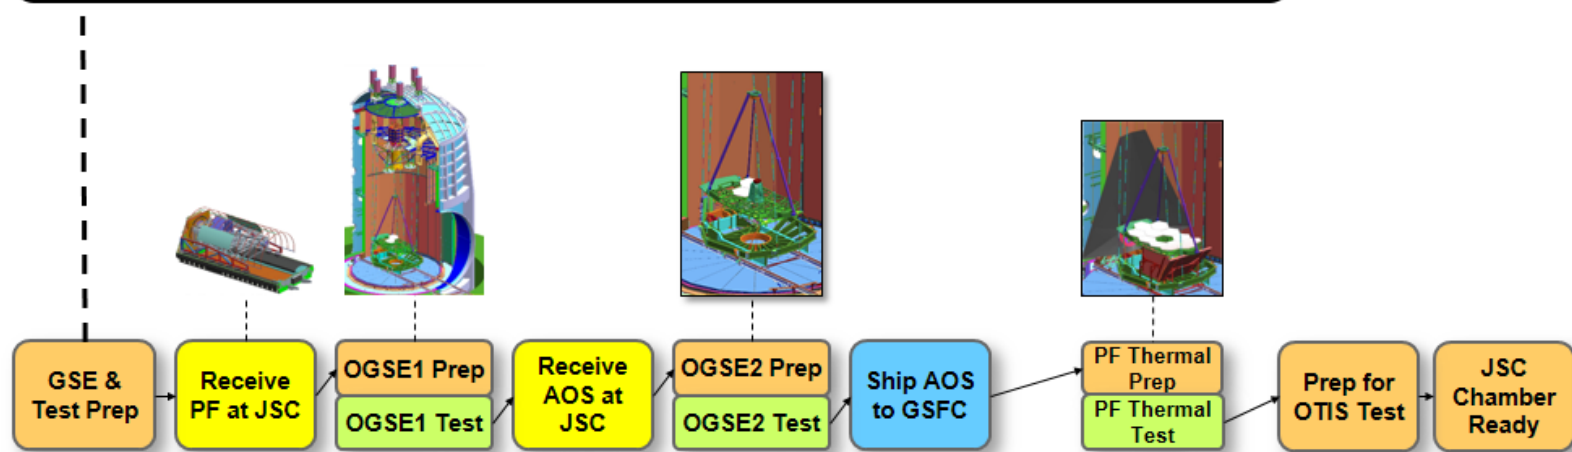 GSE &
Test Prep
Receive
PF at JSC
OGSE1 Prep
OGSE1 Test
Receive
AOS at
JSC
OGSE2 Prep
OGSE2 Test
Ship AOS
to GSFC
PF Thermal
Prep
PF Thermal
Test
Prep for
OTIS Test
JSC
Chamber
Ready